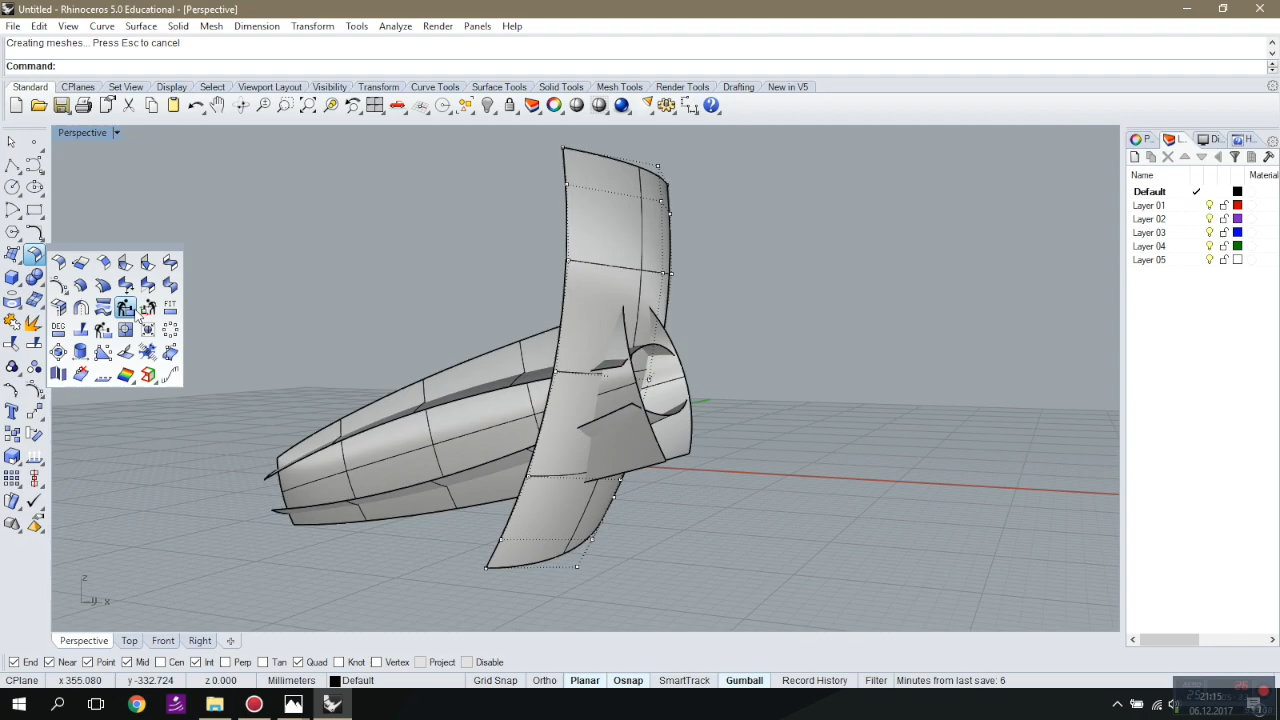 Untitled - Rhinoceros 5.0 Educational - [Perspective]
File Edit View Curve Surface Solid Mesh Dimension Transform Tools Analyze Render Panels Help
Creating meshes... Press Esc to cancel
Command:
Standard CPlanes Set View Display Select Viewport Layout Visibility Transform Curve Tools Surface Tools Solid Tools Mesh Tools Render Tools Drafting New in V5
Perspective
P... L... Di... H...
Name Material
Default
Layer 01
Layer 02
Layer 03
Layer 04
Layer 05
FIT
DEG
z
y x
Perspective Top Front Right
End Near Point Mid Cen Int Perp Tan Quad Knot Vertex Project Disable
CPlane x 355.080 y -332.724 z 0.000 Millimeters Default Grid Snap Ortho Planar Osnap SmartTrack Gumball Record History Filter Minutes from last save: 6
21:15
06.12.2017